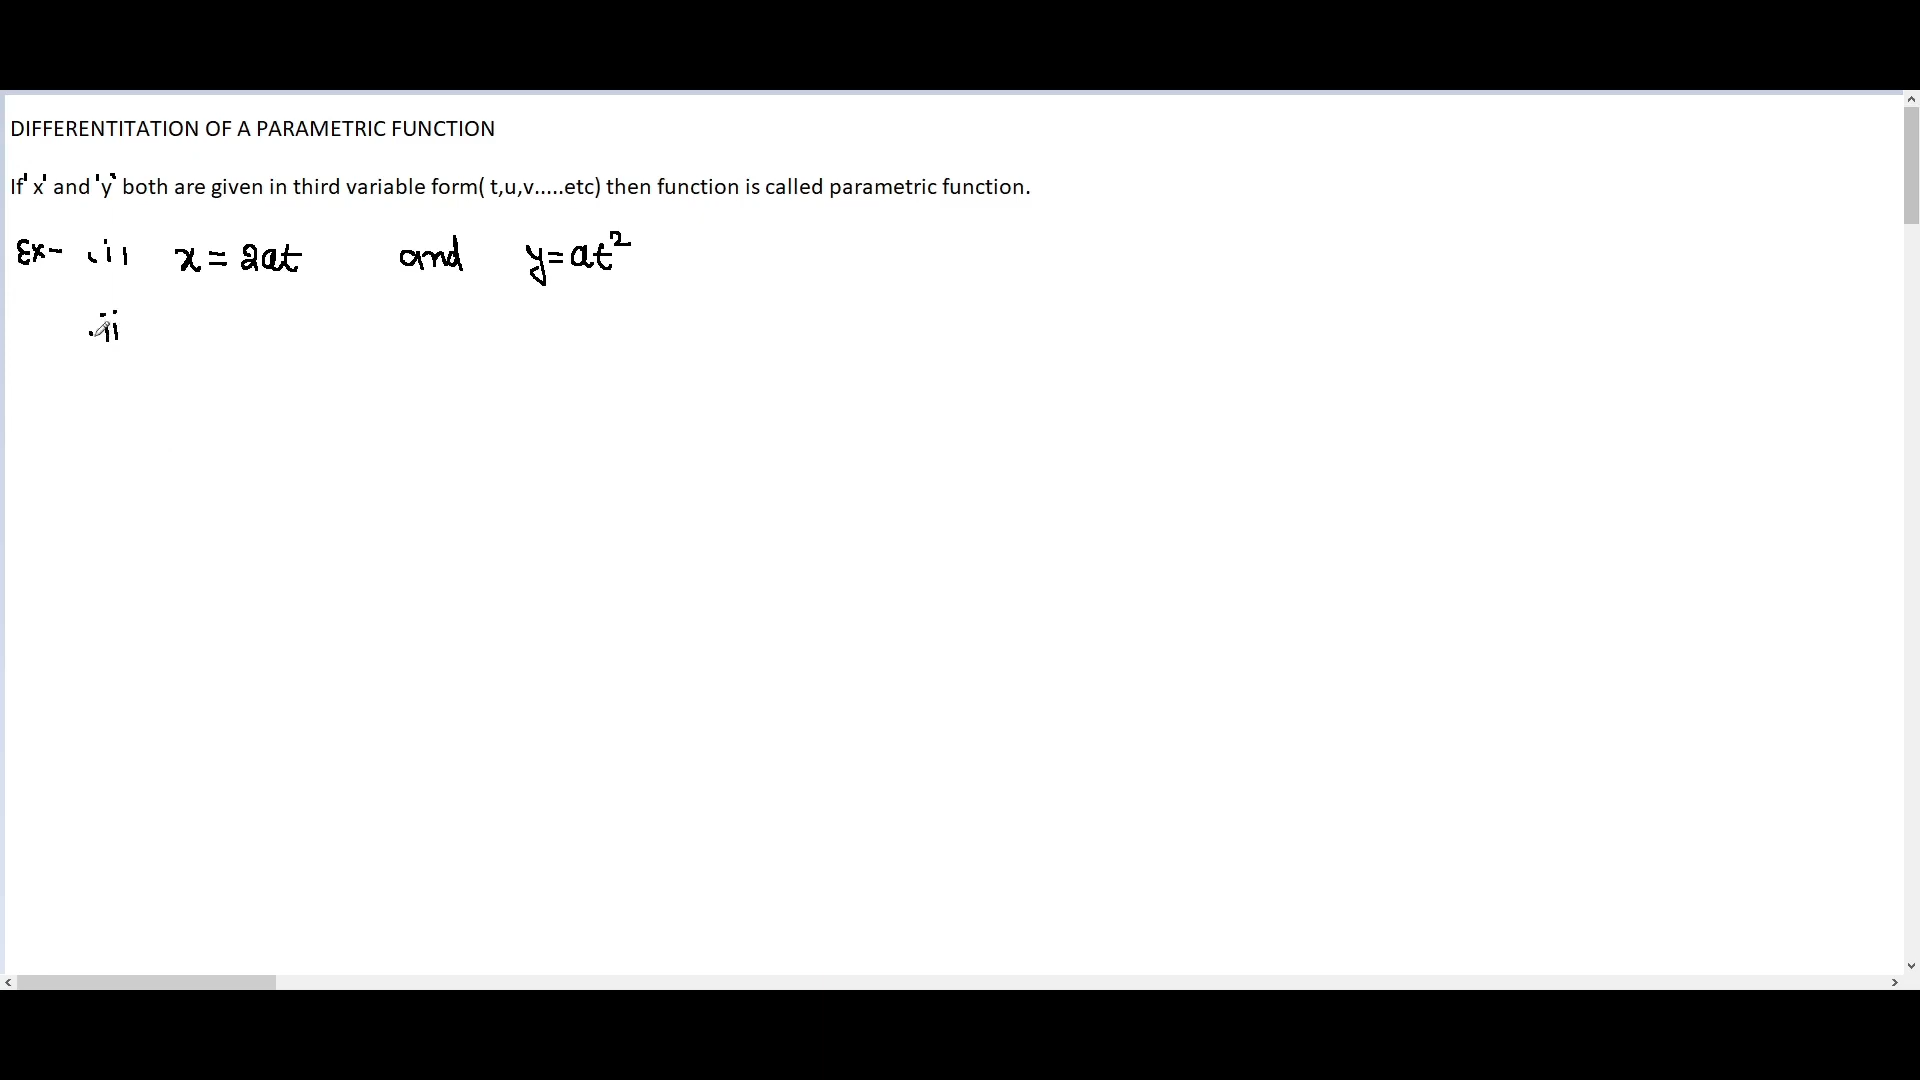 DIFFERENTITATION OF A PARAMETRIC FUNCTION
If 'x' and 'y' both are given in third variable form( t,u,v.....etc) then function is called parametric function.
Ex- (i) x = 2at and y = at²
ii